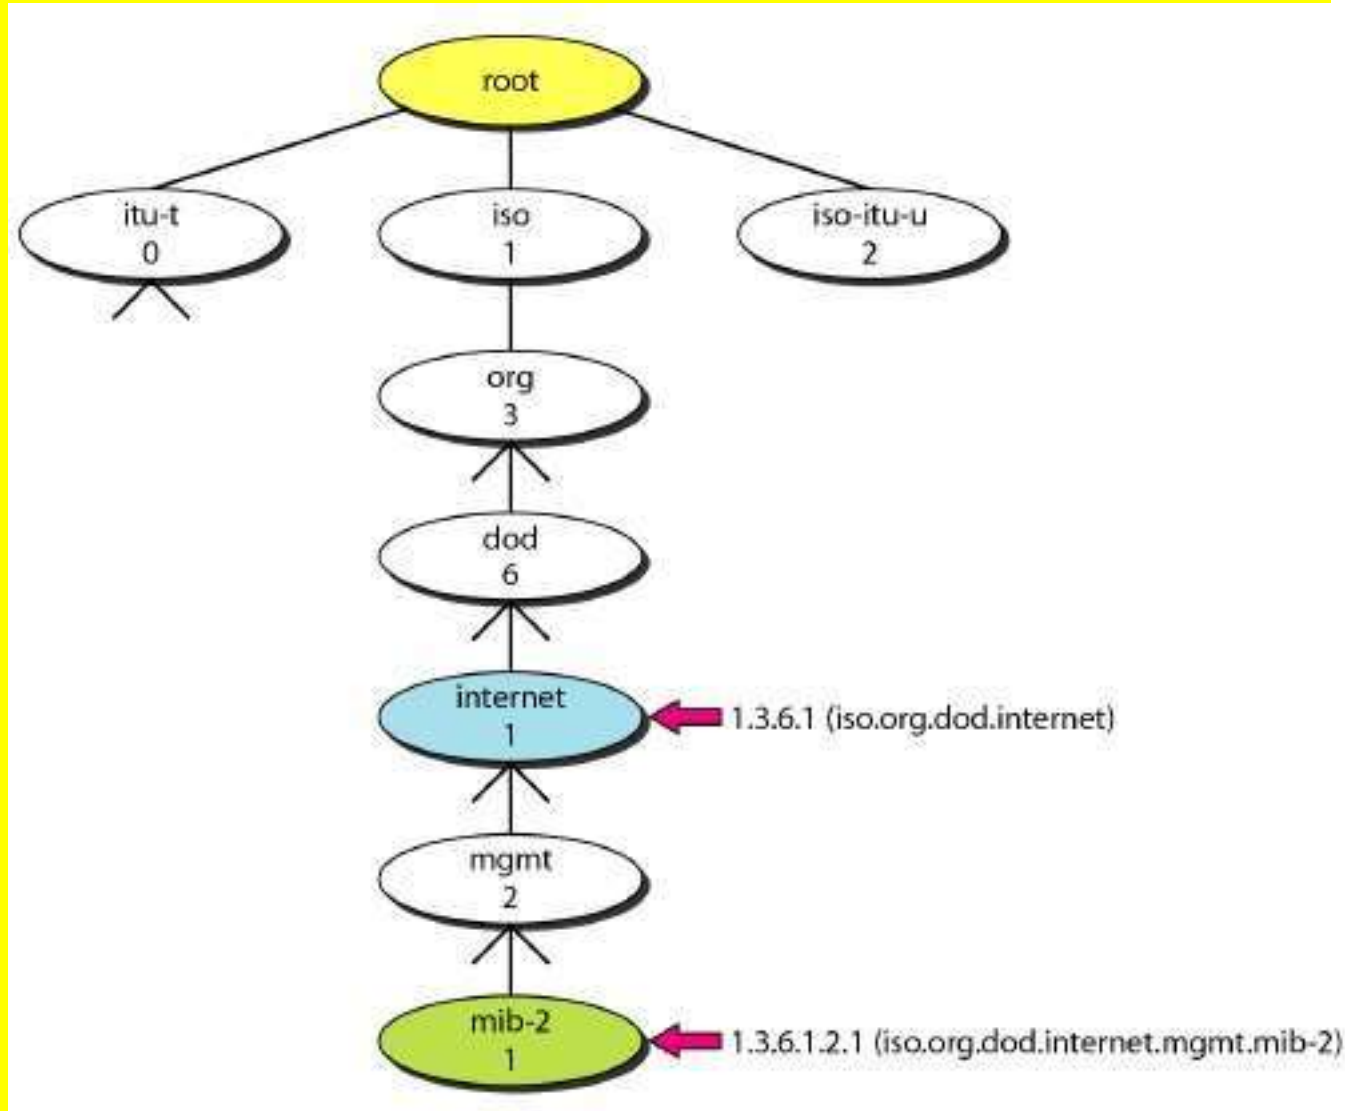 root
itu-t
0
iso
1
iso-itu-u
2
org
3
dod
6
internet
1
1.3.6.1 (iso.org.dod.internet)
mgmt
2
mib-2
1
1.3.6.1.2.1 (iso.org.dod.internet.mgmt.mib-2)